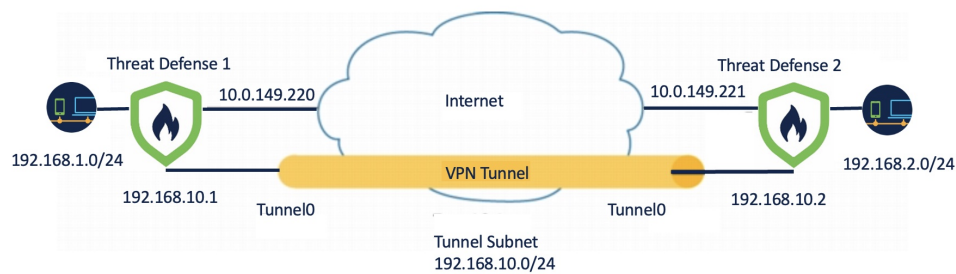 Threat Defense 1
Threat Defense 2
10.0.149.220
Internet
10.0.149.221
192.168.1.0/24
192.168.2.0/24
VPN Tunnel
192.168.10.1
192.168.10.2
Tunnel0
Tunnel0
Tunnel Subnet
192.168.10.0/24